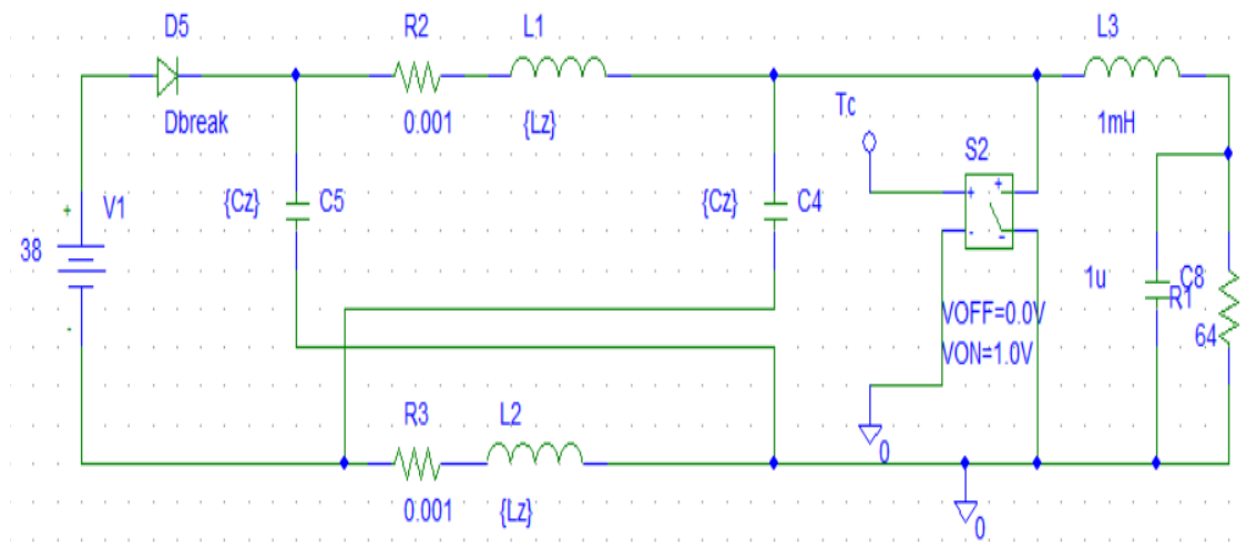 D5
R2
L1
L3
Dbreak
0.001
{Lz}
1mH
Tc
S2
+
V1
38
-
{Cz}
C5
{Cz}
C4
+
+
-
-
1u
C8
R1
64
VOFF=0.0V
VON=1.0V
R3
L2
0
0.001
{Lz}
0